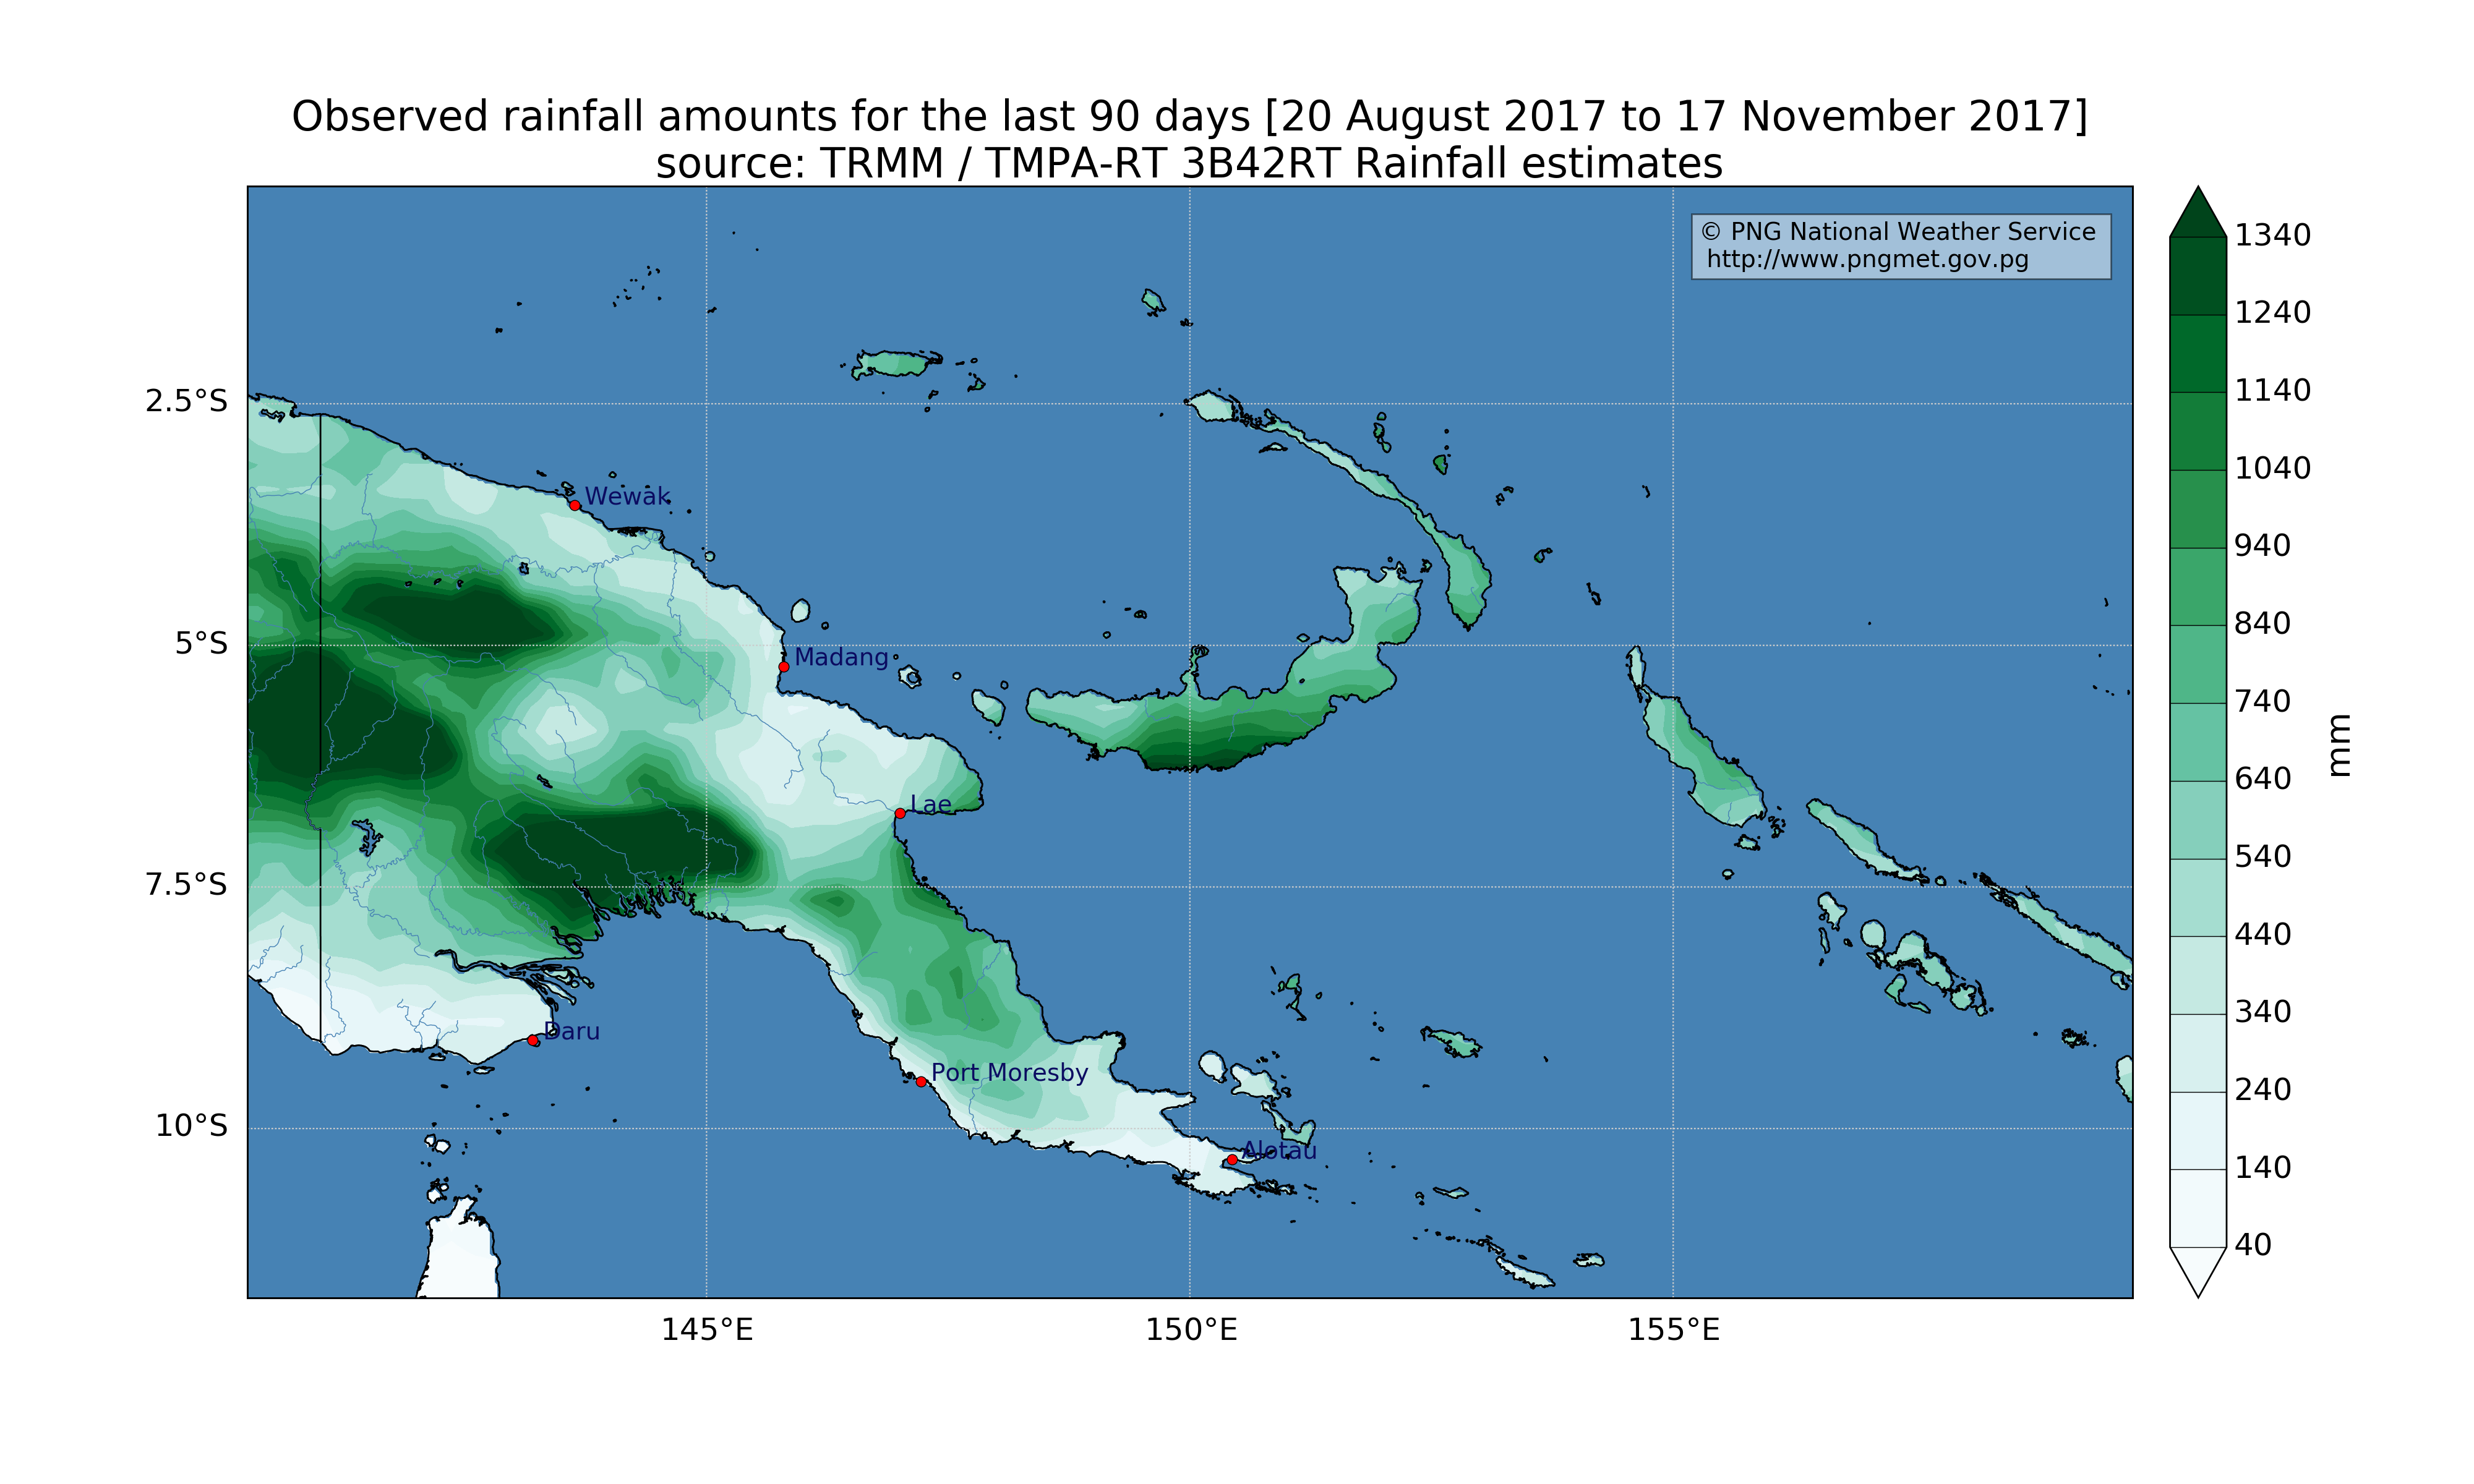 Observed rainfall amounts for the last 90 days [20 August 2017 to 17 November 2017]
source: TRMM / TMPA-RT 3B42RT Rainfall estimates
© PNG National Weather Service
http://www.pngmet.gov.pg
2.5°S
5°S
7.5°S
10°S
Wewak
Madang
Lae
Daru
Port Moresby
Alotau
145°E
150°E
155°E
1340
1240
1140
1040
940
840
740
640
540
440
340
240
140
40
mm